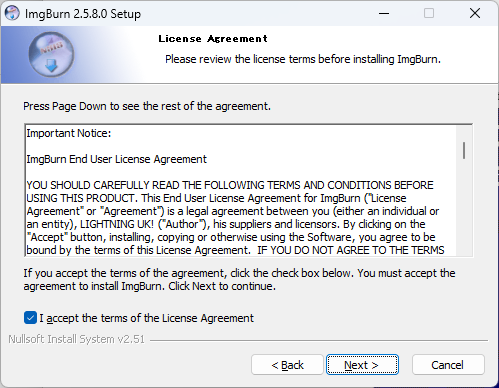 ImgBurn 2.5.8.0 Setup
License Agreement
Please review the license terms before installing ImgBurn.
Press Page Down to see the rest of the agreement.
Important Notice:
ImgBurn End User License Agreement
YOU SHOULD CAREFULLY READ THE FOLLOWING TERMS AND CONDITIONS BEFORE
USING THIS PRODUCT. This End User License Agreement for ImgBurn ("License
Agreement" or "Agreement") is a legal agreement between you (either an individual or
an entity), LIGHTNING UK! ("Author"), his suppliers and licensors. By clicking on the
"Accept" button, installing, copying or otherwise using the Software, you agree to be
bound by the terms of this License Agreement.  IF YOU DO NOT AGREE TO THE TERMS
If you accept the terms of the agreement, click the check box below. You must accept the
agreement to install ImgBurn. Click Next to continue.
I accept the terms of the License Agreement
Nullsoft Install System v2.51
< Back
Next >
Cancel